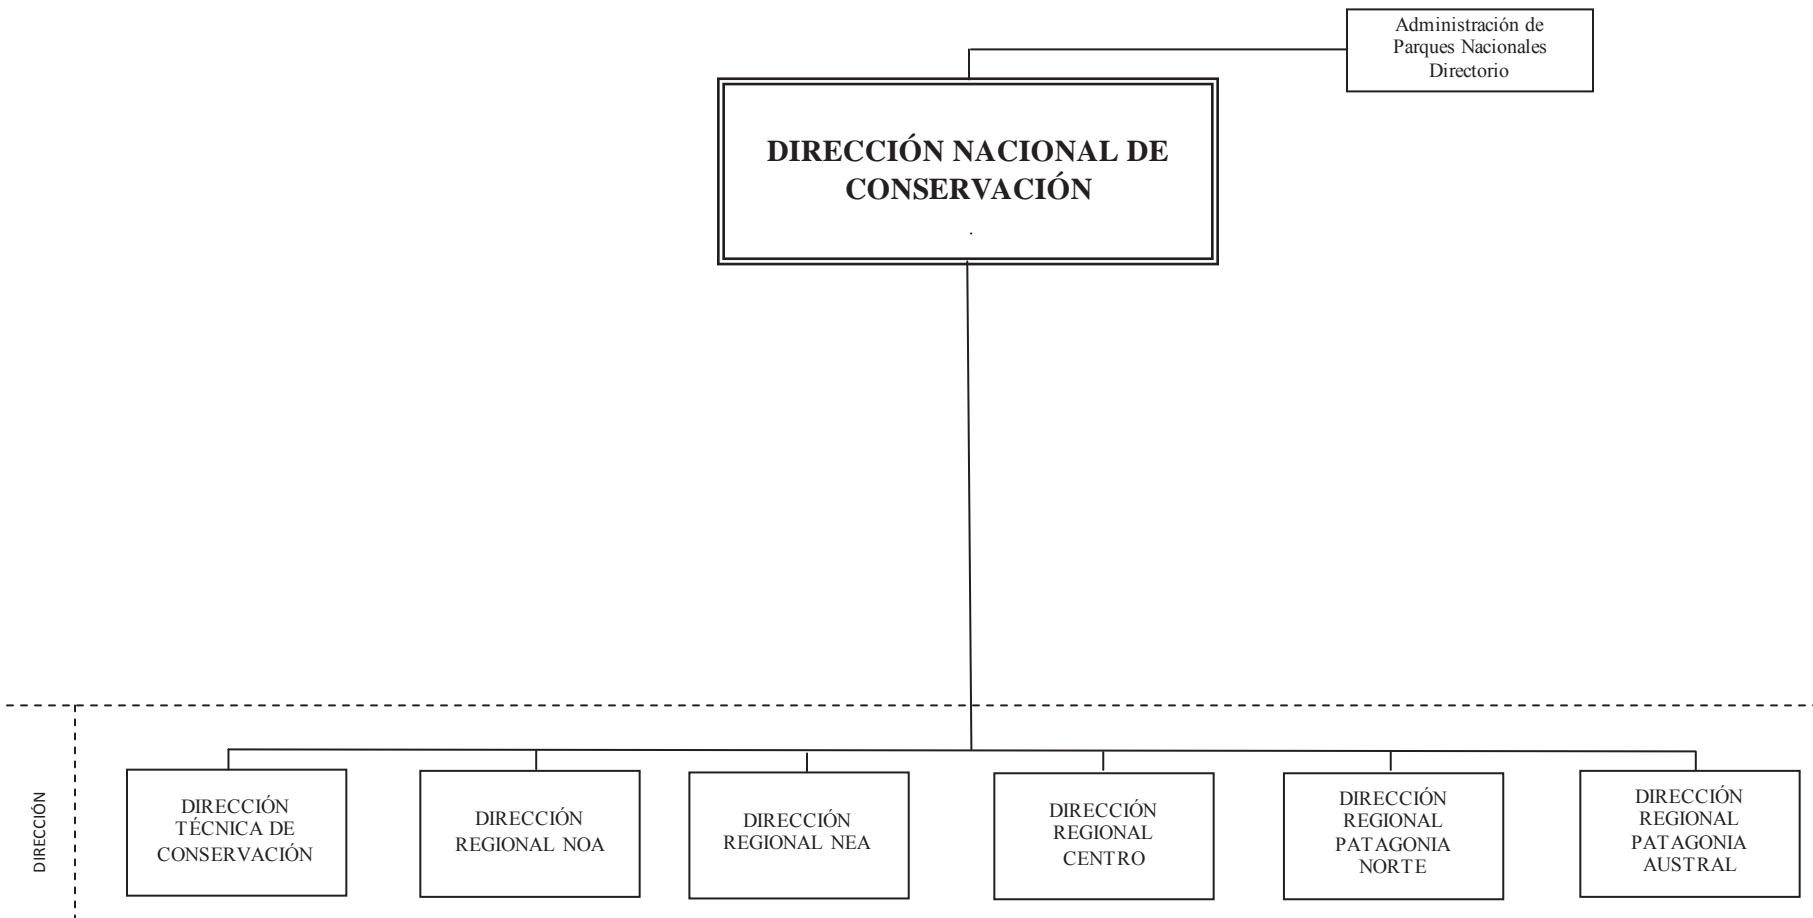 Administración de
Parques Nacionales
Directorio
DIRECCIÓN NACIONAL DE
CONSERVACIÓN
.
DIRECCIÓN
DIRECCIÓN
TÉCNICA DE
CONSERVACIÓN
DIRECCIÓN
REGIONAL NOA
DIRECCIÓN
REGIONAL NEA
DIRECCIÓN
REGIONAL
CENTRO
DIRECCIÓN
REGIONAL
PATAGONIA
NORTE
DIRECCIÓN
REGIONAL
PATAGONIA
AUSTRAL